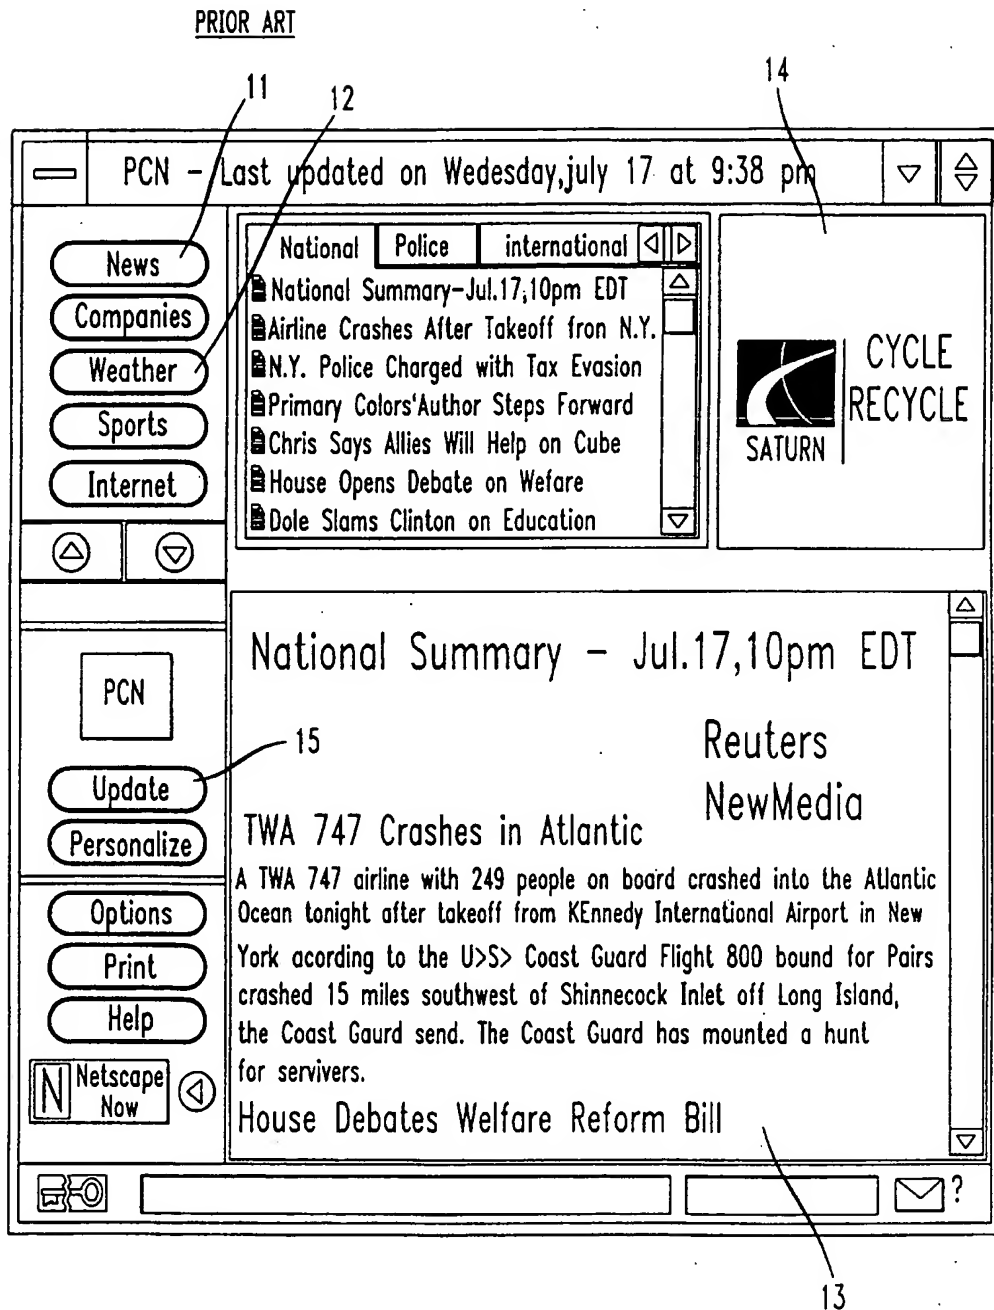 PRIOR ART
11
12
14
PCN - Last updated on Wedesday,july 17 at 9:38 pm
News
Companies
Weather
Sports
Internet
National Police international
National Summary-Jul.17,10pm EDT
Airline Crashes After Takeoff fron N.Y.
N.Y. Police Charged with Tax Evasion
Primary Colors'Author Steps Forward
Chris Says Allies Will Help on Cube
House Opens Debate on Wefare
Dole Slams Clinton on Education
SATURN
CYCLE
RECYCLE
PCN
15
Update
Personalize
Options
Print
Help
N
Netscape
Now
National Summary - Jul.17,10pm EDT
Reuters
NewMedia
TWA 747 Crashes in Atlantic
A TWA 747 airline with 249 people on board crashed into the Atlantic
Ocean tonight after takeoff from KEnnedy International Airport in New
York acording to the U>S> Coast Guard Flight 800 bound for Pairs
crashed 15 miles southwest of Shinnecock Inlet off Long Island,
the Coast Gaurd send. The Coast Guard has mounted a hunt
for servivers.
House Debates Welfare Reform Bill
?
13